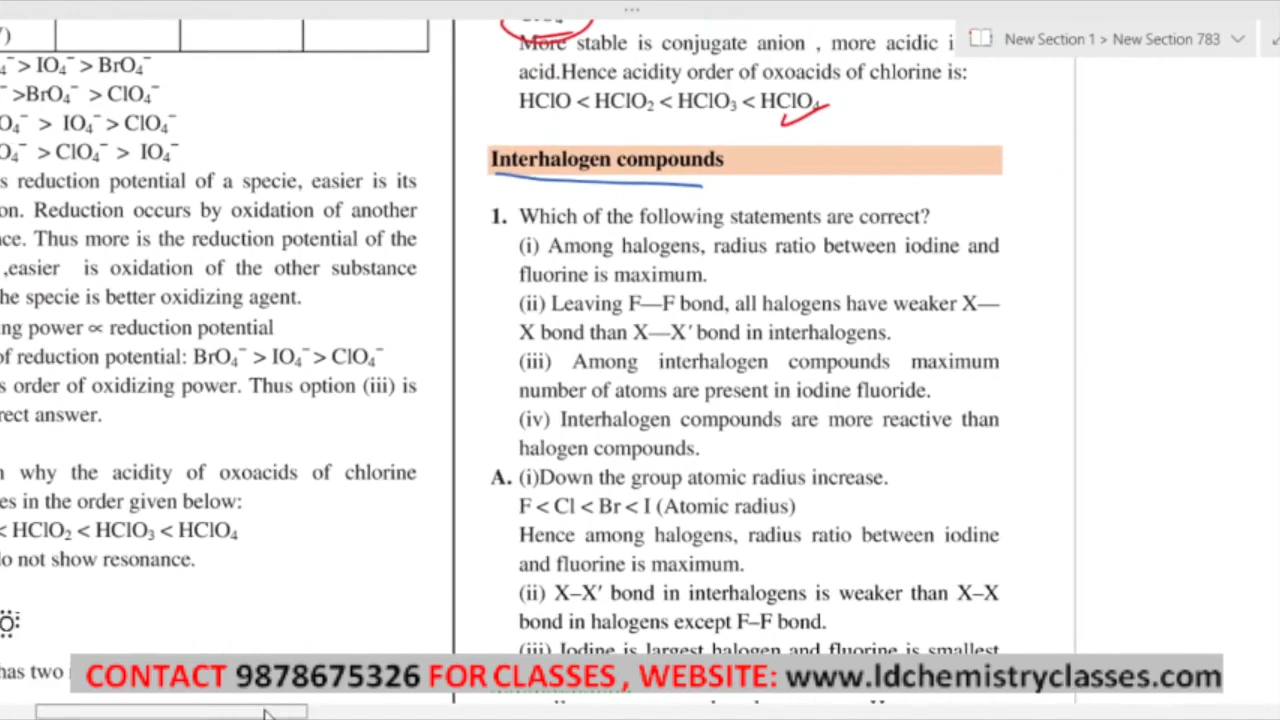 New Section 1 > New Section 783
)
> IO₄⁻ > BrO₄⁻
>BrO₄⁻ > ClO₄⁻
O₄⁻ > IO₄⁻ > ClO₄⁻
O₄⁻ > ClO₄⁻ > IO₄⁻
s reduction potential of a specie, easier is its
on. Reduction occurs by oxidation of another
nce. Thus more is the reduction potential of the
,easier is oxidation of the other substance
he specie is better oxidizing agent.
ng power ∝ reduction potential
of reduction potential: BrO₄⁻ > IO₄⁻ > ClO₄⁻
s order of oxidizing power. Thus option (iii) is
rect answer.
n why the acidity of oxoacids of chlorine
es in the order given below:
< HClO₂ < HClO₃ < HClO₄
do not show resonance.
O
has two
More stable is conjugate anion , more acidic i
acid.Hence acidity order of oxoacids of chlorine is:
HClO < HClO₂ < HClO₃ < HClO₄
Interhalogen compounds
1. Which of the following statements are correct?
(i) Among halogens, radius ratio between iodine and
fluorine is maximum.
(ii) Leaving F—F bond, all halogens have weaker X—
X bond than X—X′ bond in interhalogens.
(iii) Among interhalogen compounds maximum
number of atoms are present in iodine fluoride.
(iv) Interhalogen compounds are more reactive than
halogen compounds.
A. (i)Down the group atomic radius increase.
F < Cl < Br < I (Atomic radius)
Hence among halogens, radius ratio between iodine
and fluorine is maximum.
(ii) X–X′ bond in interhalogens is weaker than X–X
bond in halogens except F–F bond.
(iii) Iodine is largest halogen and fluorine is smallest
CONTACT 9878675326 FOR CLASSES , WEBSITE: www.ldchemistryclasses.com